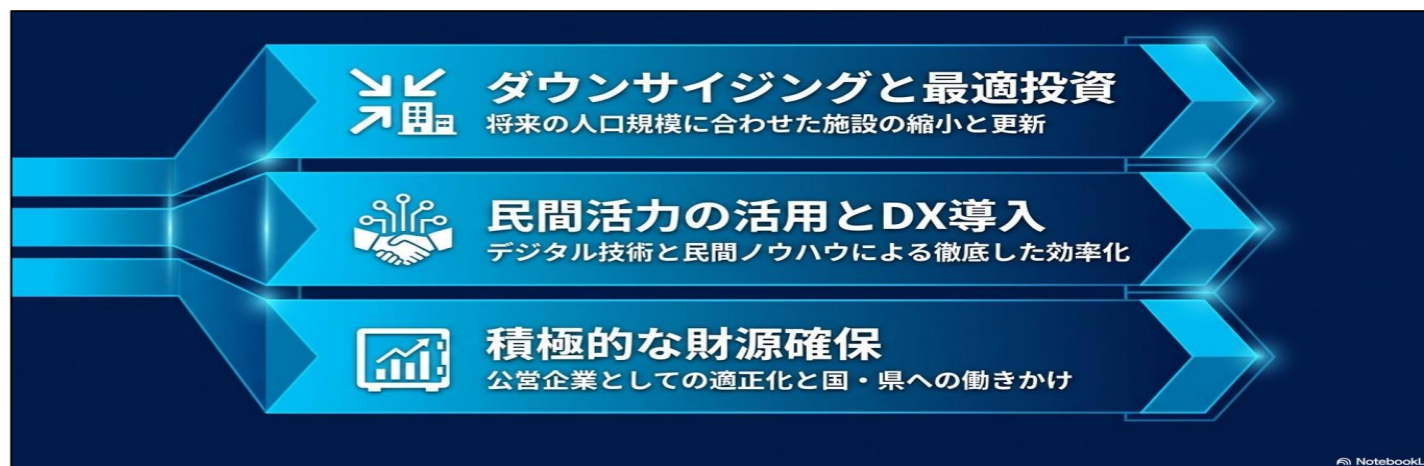 ダウンサイジングと最適投資
将来の人口規模に合わせた施設の縮小と更新
民間活力の活用とDX導入
デジタル技術と民間ノウハウによる徹底した効率化
積極的な財源確保
公営企業としての適正化と国・県への働きかけ
NotebookL